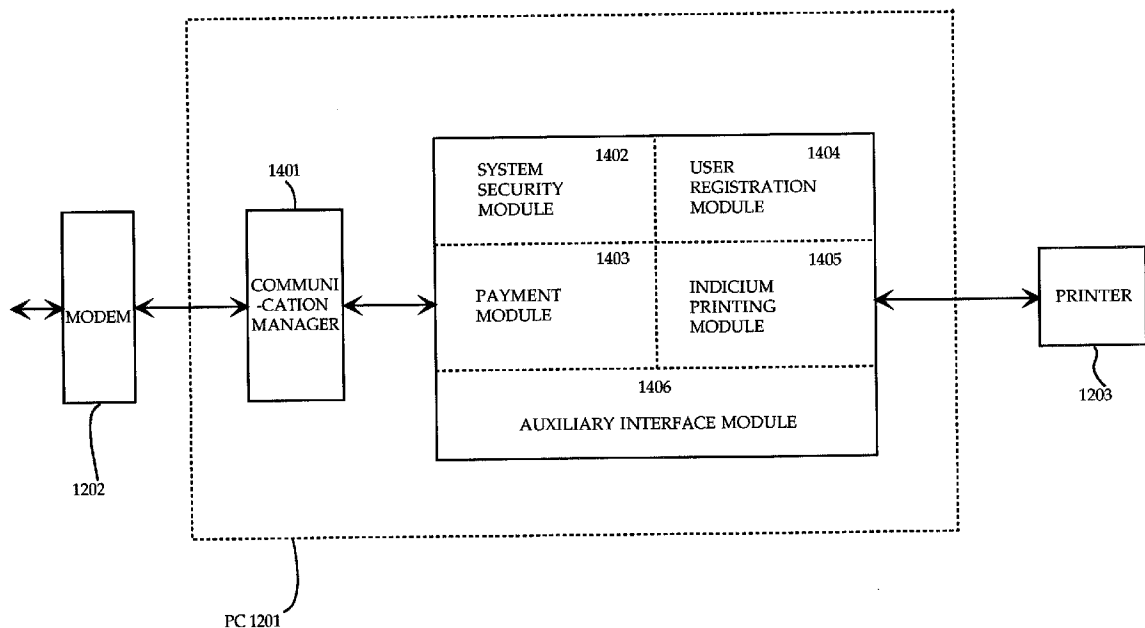 1401
MODEM
1202
COMMUNI
-CATION
MANAGER
1402
SYSTEM
SECURITY
MODULE
1404
USER
REGISTRATION
MODULE
1403
PAYMENT
MODULE
1405
INDICIUM
PRINTING
MODULE
1406
AUXILIARY INTERFACE MODULE
PRINTER
1203
PC 1201